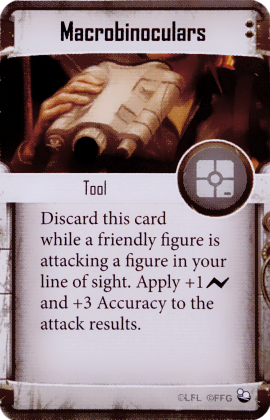 Macrobinoculars
Tool
Discard this card
while a friendly figure is
attacking a figure in your
line of sight. Apply +1
and +3 Accuracy to the
attack results.
©LFL ©FFG